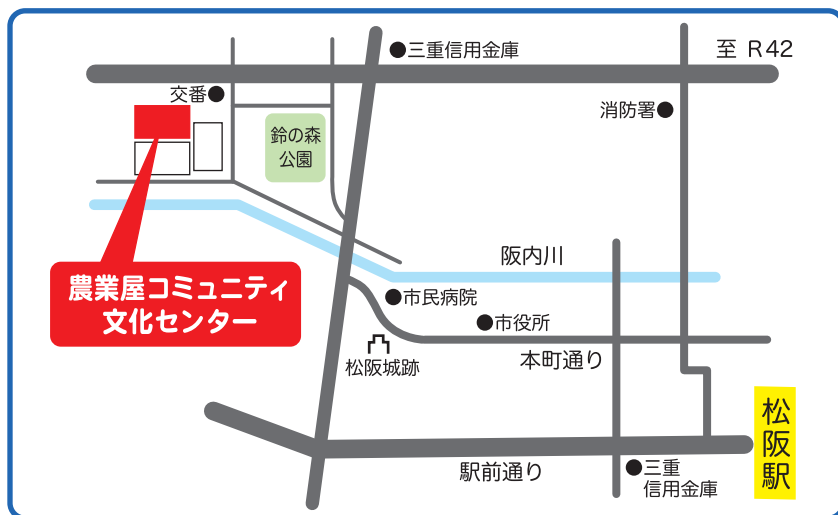 三重信用金庫
至 R42
交番
消防署
鈴の森
公園
阪内川
農業屋コミュニティ
文化センター
市民病院
市役所
松阪城跡
本町通り
松阪駅
駅前通り
三重
信用金庫